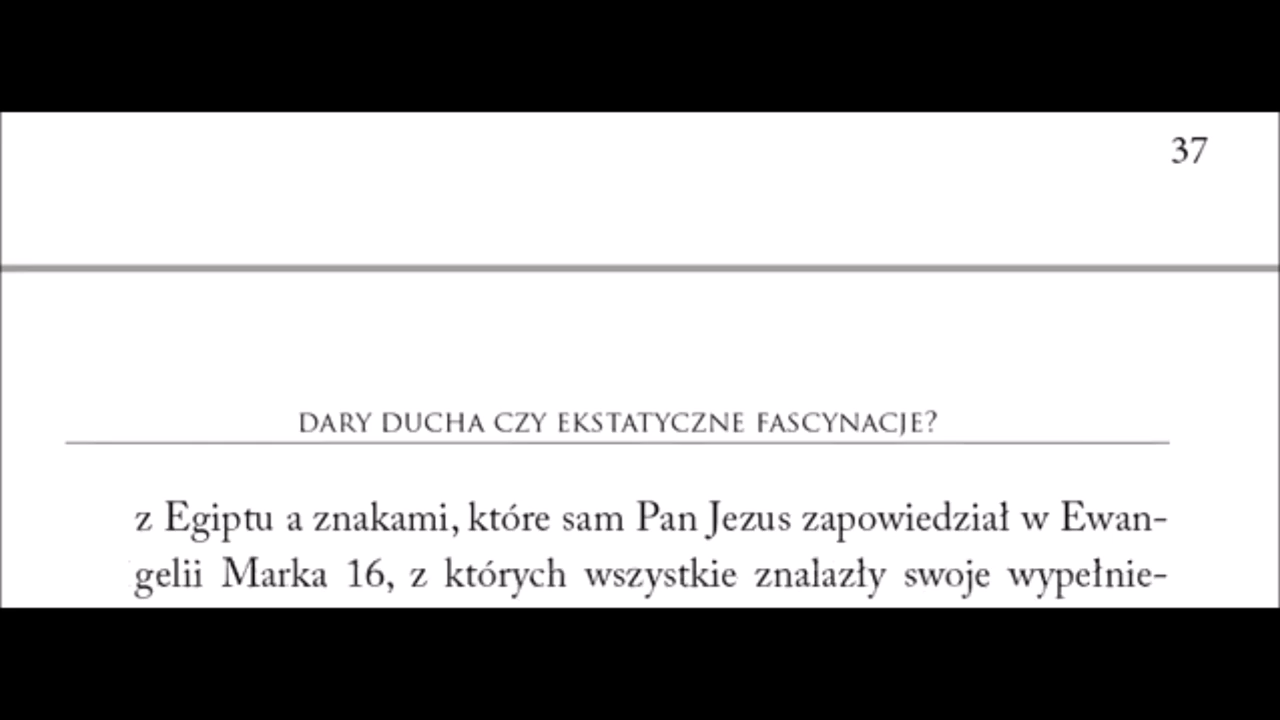 37
DARY DUCHA CZY EKSTATYCZNE FASCYNACJE?
z Egiptu a znakami, które sam Pan Jezus zapowiedział w Ewan-
gelii Marka 16, z których wszystkie znalazły swoje wypełnie-